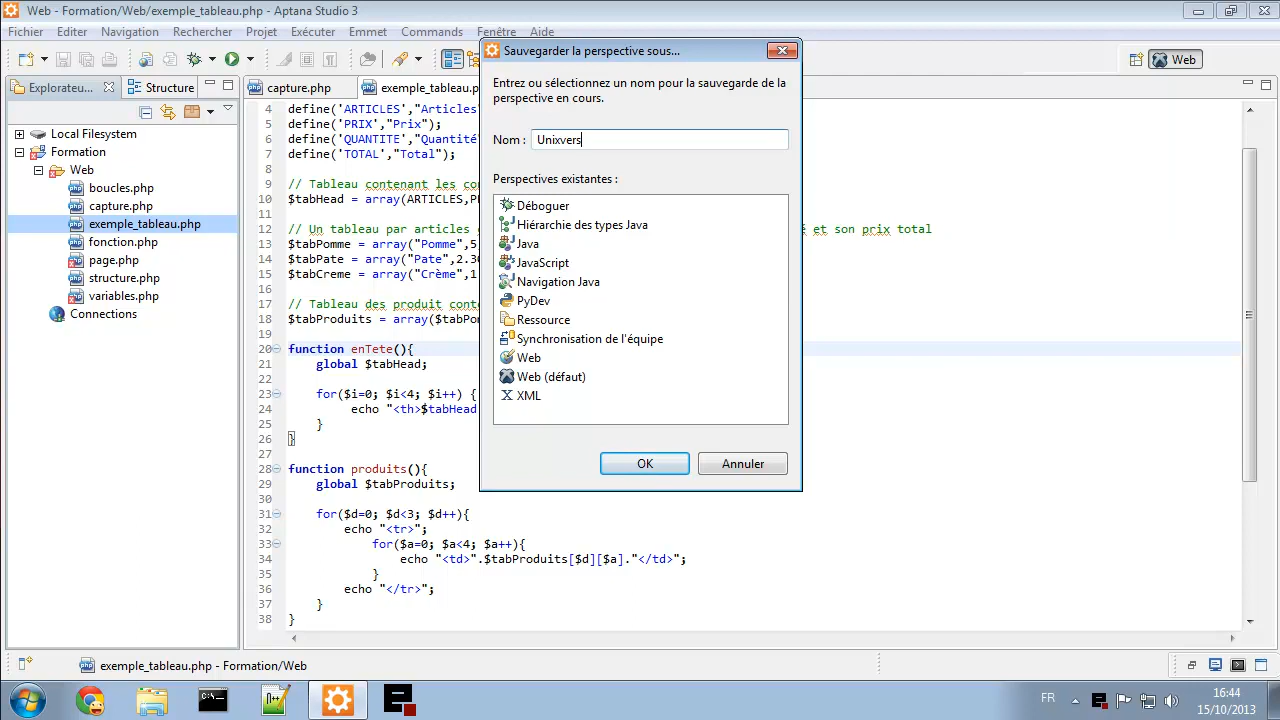 Web - Formation/Web/exemple_tableau.php - Aptana Studio 3
Fichier Editer Navigation Rechercher Projet Exécuter Emmet Commands Fenêtre Aide
Web
Explorateu... Structure
capture.php exemple_tableau.p
Local Filesystem
Formation
Web
boucles.php
capture.php
exemple_tableau.php
fonction.php
page.php
structure.php
variables.php
Connections
4 define('ARTICLES',"Articles
5 define('PRIX',"Prix");
6 define('QUANTITE',"Quantité
7 define('TOTAL',"Total");
8
9 // Tableau contenant les co
10 $tabHead = array(ARTICLES,P
11
12 // Un tableau par articles et son prix total
13 $tabPomme = array("Pomme",5
14 $tabPate = array("Pate",2.30
15 $tabCreme = array("Crème",1
16
17 // Tableau des produit conte
18 $tabProduits = array($tabPo
19
20 function enTete(){
21 global $tabHead;
22
23 for($i=0; $i<4; $i++) {
24 echo "<th>$tabHead
25 }
26 }
27
28 function produits(){
29 global $tabProduits;
30
31 for($d=0; $d<3; $d++){
32 echo "<tr>";
33 for($a=0; $a<4; $a++){
34 echo "<td>".$tabProduits[$d][$a]."</td>";
35 }
36 echo "</tr>";
37 }
38 }
Sauvegarder la perspective sous...
Entrez ou sélectionnez un nom pour la sauvegarde de la
perspective en cours.
Nom : Unixvers
Perspectives existantes :
Déboguer
Hiérarchie des types Java
Java
JavaScript
Navigation Java
PyDev
Ressource
Synchronisation de l'équipe
Web
Web (défaut)
XML
OK Annuler
exemple_tableau.php - Formation/Web
FR
16:44
15/10/2013